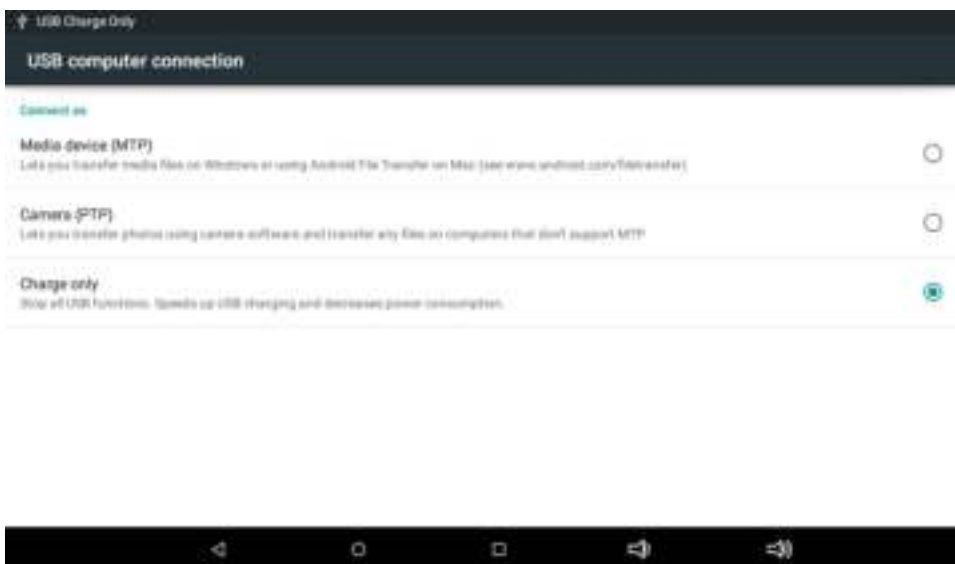 USB Charge Only
USB computer connection
Connect as
Media device (MTP)
Lets you transfer media files on Windows or using Android File Transfer on Mac (see www.android.com/filetransfer)
Camera (PTP)
Lets you transfer photos using camera software and transfer any files on computers that don't support MTP
Charge only
Stop all USB functions. Speeds up USB charging and decreases power consumption.